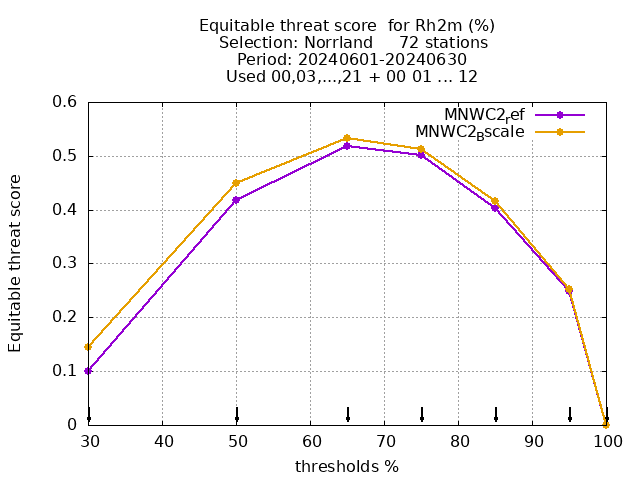 Equitable threat score  for Rh2m (%)
Selection: Norrland     72 stations
Period: 20240601-20240630
Used 00,03,...,21 + 00 01 ... 12
MNWC2ref
MNWC2Bscale
Equitable threat score
0.6
0.5
0.4
0.3
0.2
0.1
0
30 40 50 60 70 80 90 100
thresholds %